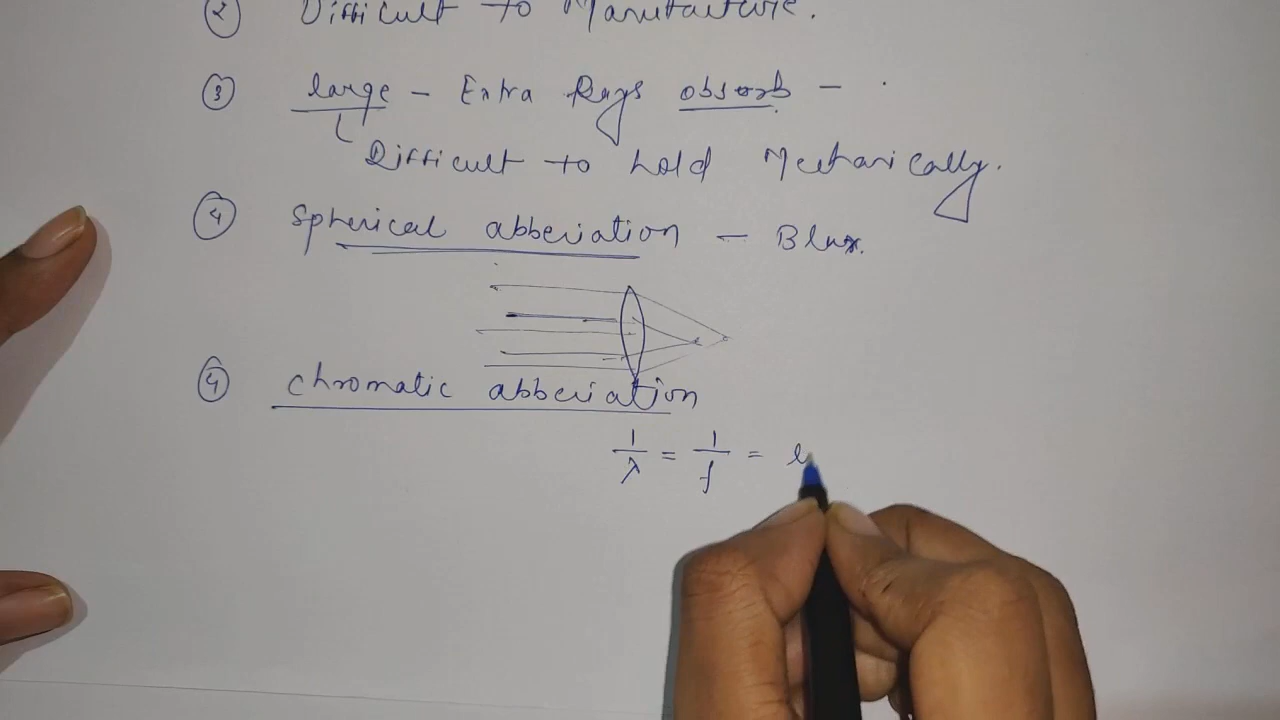 ② Difficult to Manufacture.
③ large - Extra Rays absorb -
Difficult to hold Mechanically.
④ Spherical abberiation - Blur.
④ chromatic abberiation
1/λ = 1/f =